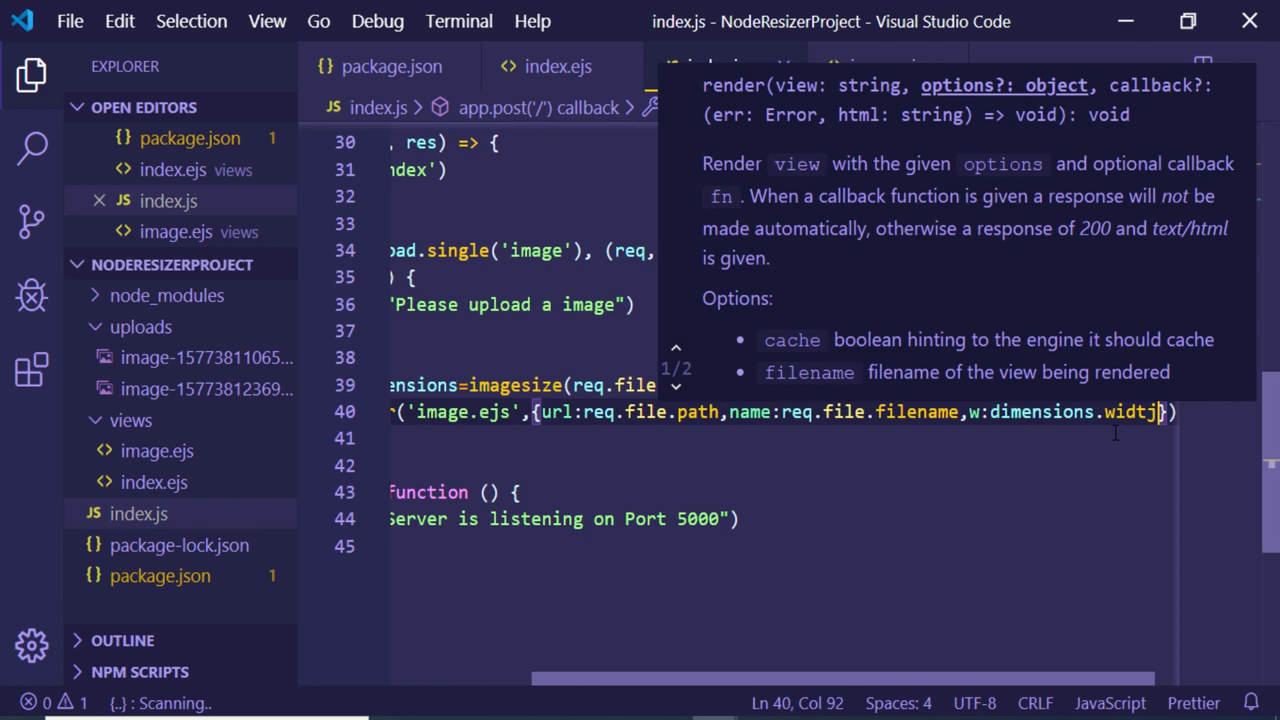 File Edit Selection View Go Debug Terminal Help index.js - NodeResizerProject - Visual Studio Code
EXPLORER
OPEN EDITORS
{} package.json 1
<> index.ejs views
JS index.js
<> image.ejs views
NODERESIZERPROJECT
node_modules
uploads
image-15773811065...
image-15773812369...
views
<> image.ejs
<> index.ejs
JS index.js
{} package-lock.json
{} package.json 1
OUTLINE
NPM SCRIPTS
{} package.json <> index.ejs
JS index.js > app.post('/') callback >
30 , res) => {
31 ndex')
32
33
34 oad.single('image'), (req,
35 ) {
36 "Please upload a image")
37
38
39 ensions=imagesize(req.file
40 r('image.ejs',{url:req.file.path,name:req.file.filename,w:dimensions.widtj})
41
42
43 function () {
44 Server is listening on Port 5000")
45
render(view: string, options?: object, callback?:
(err: Error, html: string) => void): void
Render view with the given options and optional callback
fn . When a callback function is given a response will not be
made automatically, otherwise a response of 200 and text/html
is given.
Options:
• cache boolean hinting to the engine it should cache
1/2
• filename filename of the view being rendered
0 1 {..} : Scanning.. Ln 40, Col 92 Spaces: 4 UTF-8 CRLF JavaScript Prettier